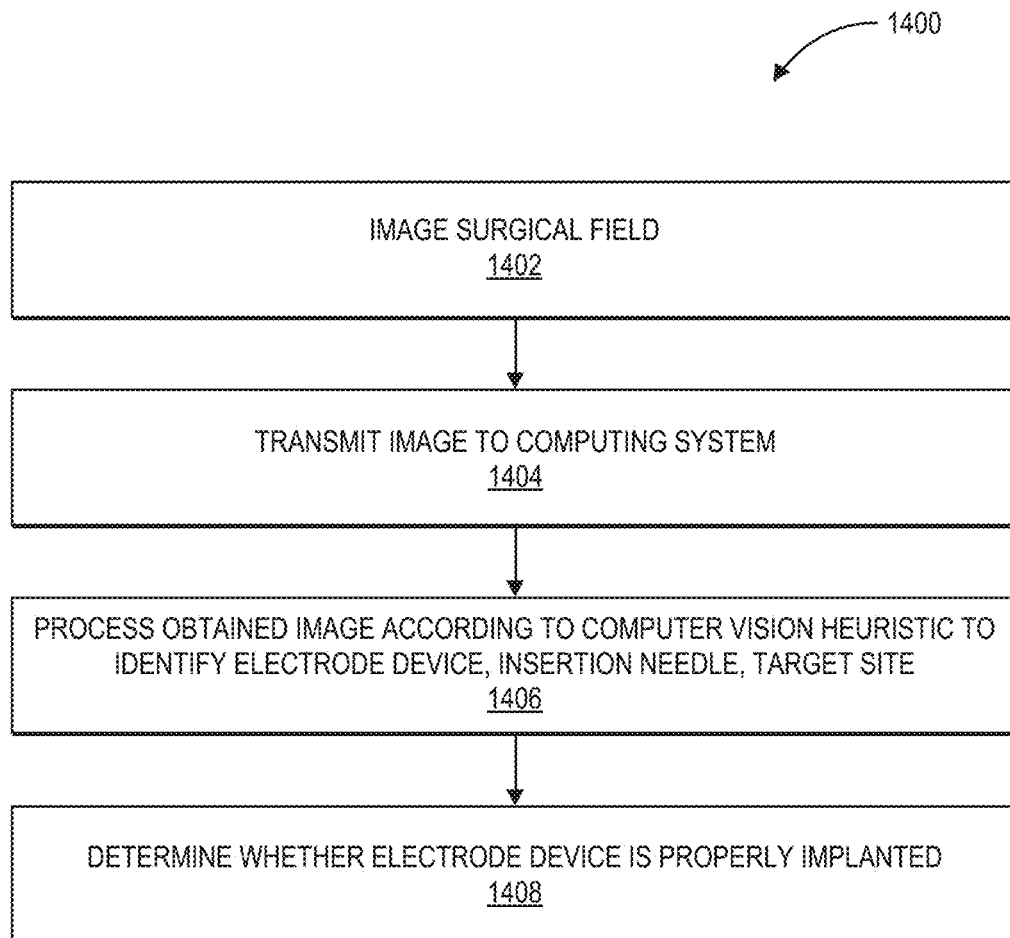 1400
IMAGE SURGICAL FIELD
1402
TRANSMIT IMAGE TO COMPUTING SYSTEM
1404
PROCESS OBTAINED IMAGE ACCORDING TO COMPUTER VISION HEURISTIC TO
IDENTIFY ELECTRODE DEVICE, INSERTION NEEDLE, TARGET SITE
1406
DETERMINE WHETHER ELECTRODE DEVICE IS PROPERLY IMPLANTED
1408